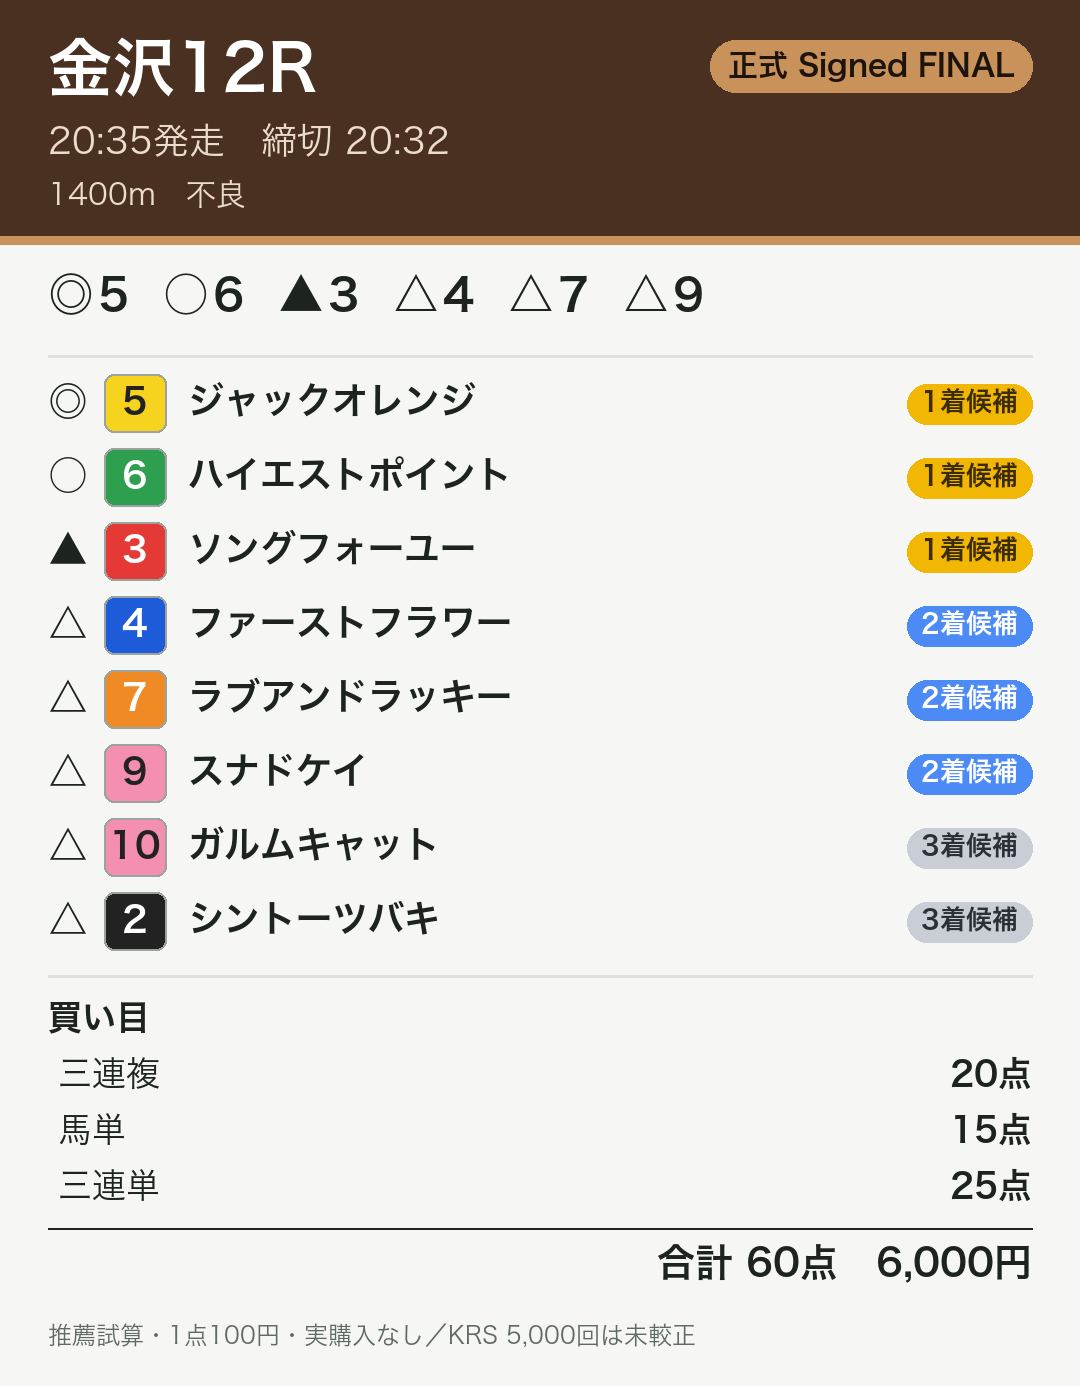 金沢12R 正式 Signed FINAL
20:35発走 締切 20:32
1400m 不良
◎5 ○6 ▲3 △4 △7 △9
◎ 5 ジャックオレンジ 1着候補
○ 6 ハイエストポイント 1着候補
▲ 3 ソングフォーユー 1着候補
△ 4 ファーストフラワー 2着候補
△ 7 ラブアンドラッキー 2着候補
△ 9 スナドケイ 2着候補
△ 10 ガルムキャット 3着候補
△ 2 シントーツバキ 3着候補
買い目
三連複 20点
馬単 15点
三連単 25点
合計 60点 6,000円
推薦試算・1点100円・実購入なし／KRS 5,000回は未較正